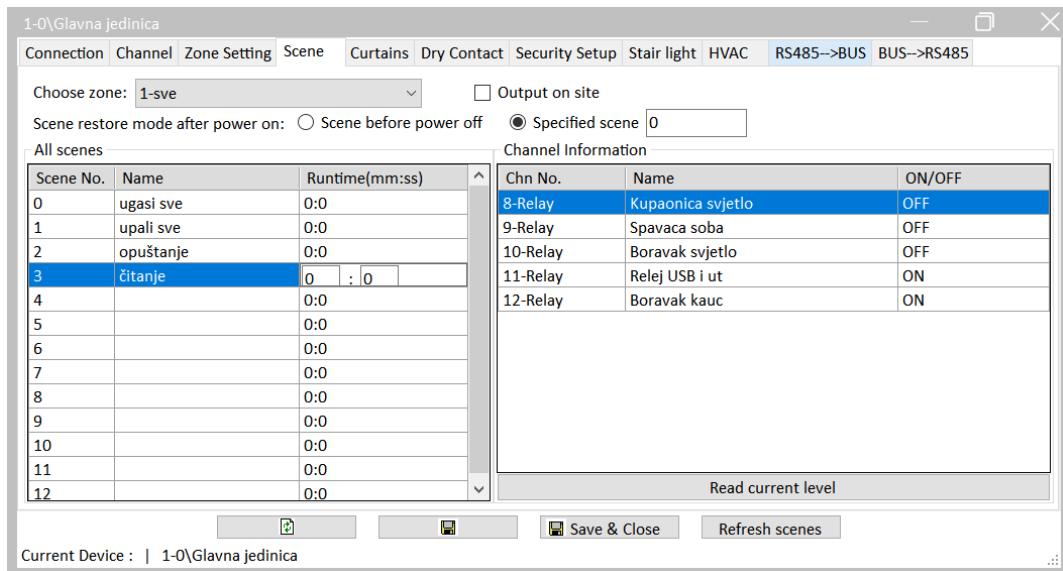 1-0\Glavna jedinica
Connection Channel Zone Setting Scene Curtains Dry Contact Security Setup Stair light HVAC RS485-->BUS BUS-->RS485
Choose zone: 1-sve Output on site
Scene restore mode after power on: Scene before power off Specified scene 0
All scenes
Scene No. Name Runtime(mm:ss)
0 ugasi sve 0:0
1 upali sve 0:0
2 opuštanje 0:0
3 čitanje 0 : 0
4 0:0
5 0:0
6 0:0
7 0:0
8 0:0
9 0:0
10 0:0
11 0:0
12 0:0
Channel Information
Chn No. Name ON/OFF
8-Relay Kupaonica svjetlo OFF
9-Relay Spavaca soba OFF
10-Relay Boravak svjetlo OFF
11-Relay Relej USB i ut ON
12-Relay Boravak kauc ON
Read current level
Save & Close Refresh scenes
Current Device : | 1-0\Glavna jedinica